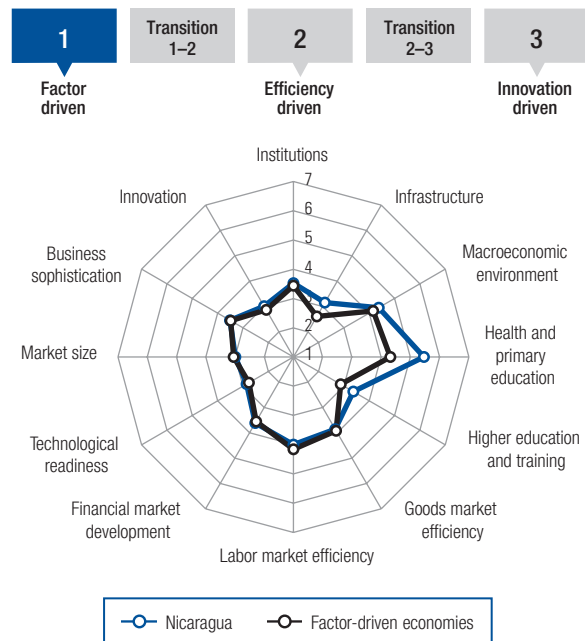 1
Transition
1–2
2
Transition
2–3
3
Factor
driven
Efficiency
driven
Innovation
driven
Institutions
7
6
5
4
3
2
1
Infrastructure
Macroeconomic
environment
Health and
primary
education
Higher education
and training
Goods market
efficiency
Labor market efficiency
Financial market
development
Technological
readiness
Market size
Business
sophistication
Innovation
Nicaragua
Factor-driven economies